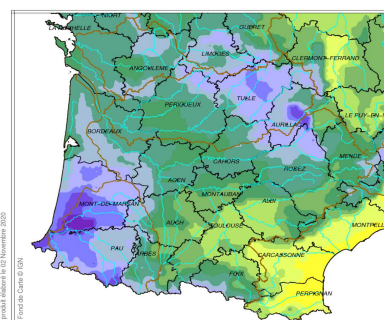 NIORT
GUERET
LA ROCHELLE
LIMOGES
CLERMONT-FERRAND
ANGOULEME
TULLE
PERIGUEUX
LE PUY-EN-
AURILLAC
BORDEAUX
MENDE
CAHORS
RODEZ
AGEN
MONTAUBAN
ALBI
MONT-DE-MARSAN
AUCH
TOULOUSE
MONTPELL
PAU
TARBES
CARCASSONNE
FOIX
PERPIGNAN
produit élaboré le 02 Novembre 2020
Fond de Carte © IGN